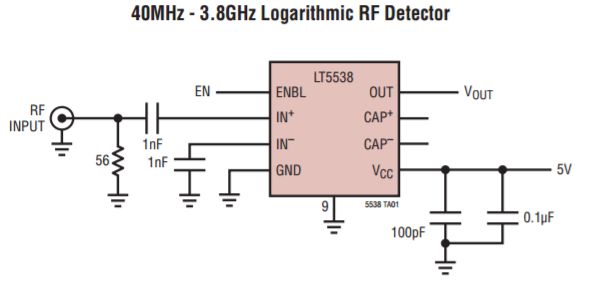 40MHz - 3.8GHz Logarithmic RF Detector
LT5538
EN
ENBL
OUT
VOUT
RF
INPUT
1nF
IN+
CAP+
56
1nF
IN−
CAP−
GND
VCC
5V
9
5538 TA01
100pF
0.1µF